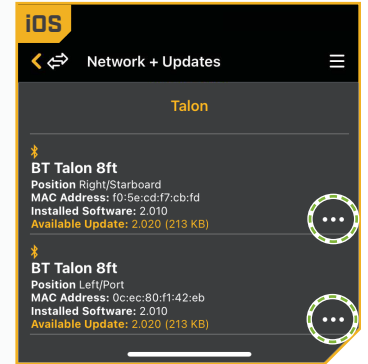 iOS
Network + Updates
Talon
BT Talon 8ft
Position Right/Starboard
MAC Address: f0:5e:cd:f7:cb:fd
Installed Software: 2.010
Available Update: 2.020 (213 KB)
BT Talon 8ft
Position Left/Port
MAC Address: 0c:ec:80:f1:42:eb
Installed Software: 2.010
Available Update: 2.020 (213 KB)